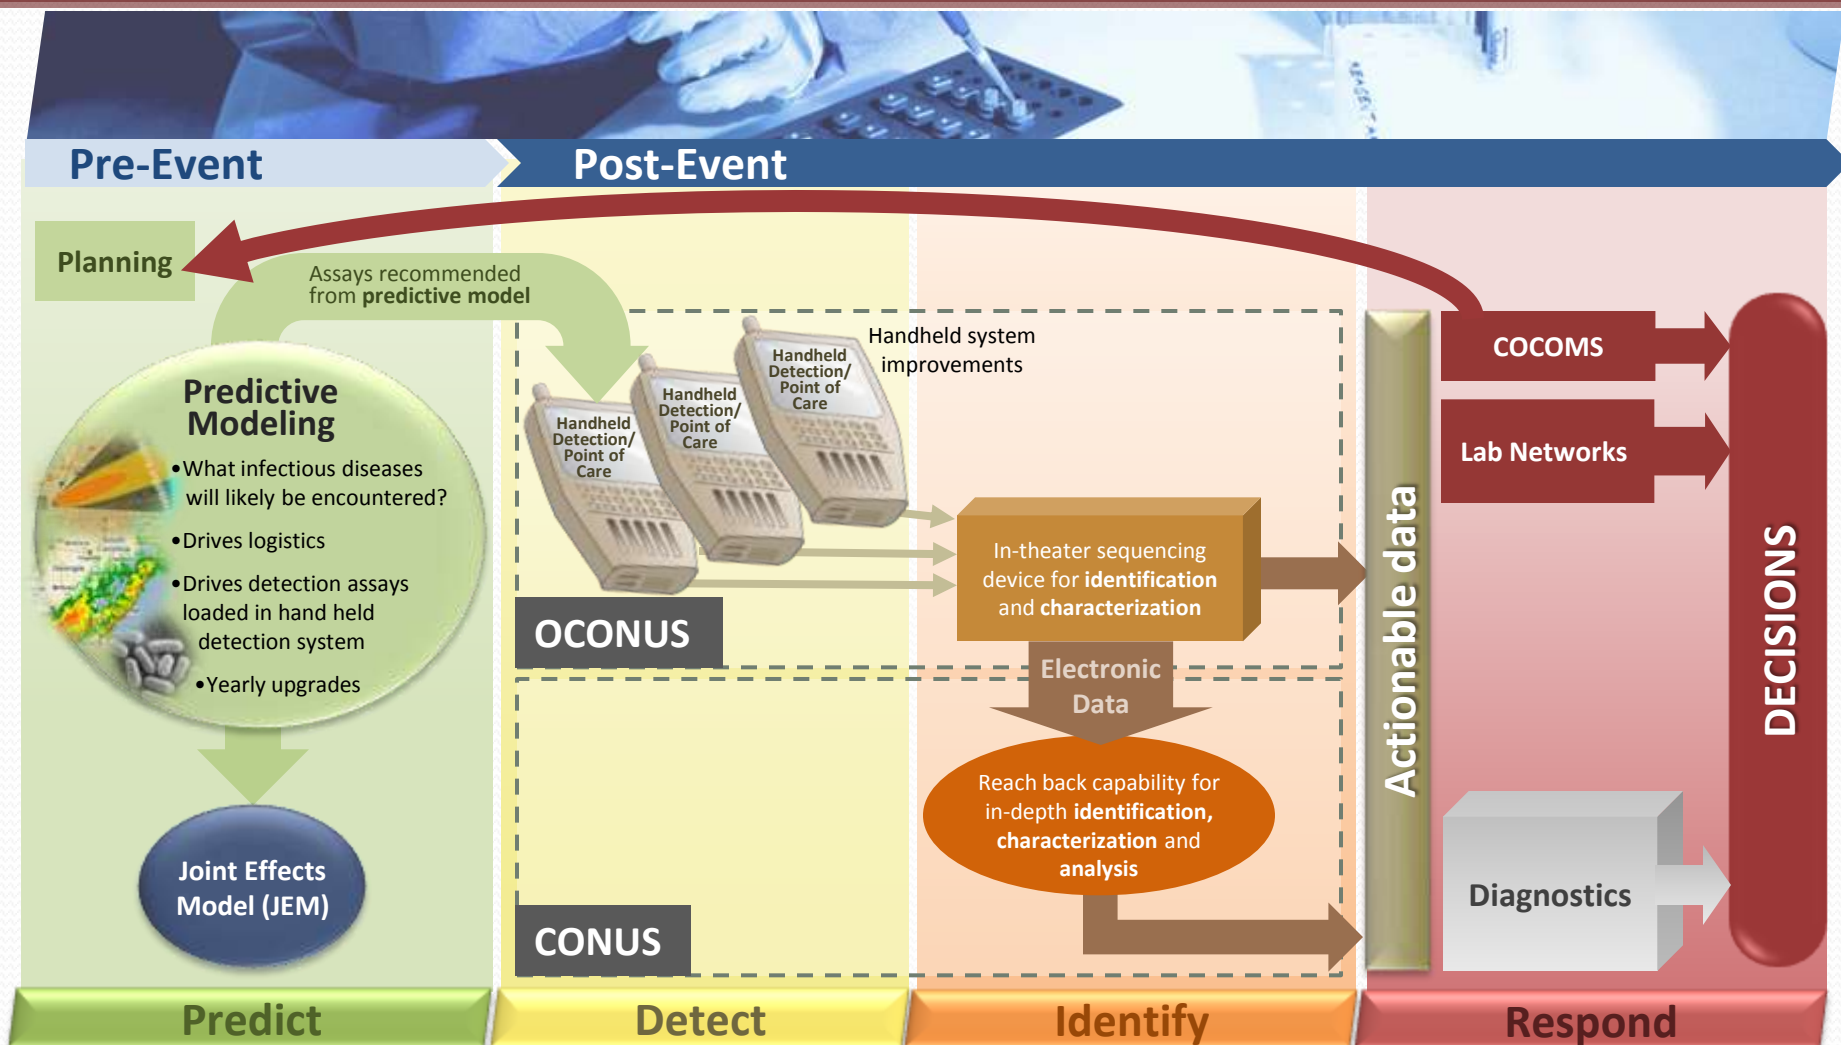 Pre-Event
Post-Event
Planning
Assays recommended
from predictive model
Predictive
Modeling
•What infectious diseases
will likely be encountered?
•Drives logistics
•Drives detection assays
loaded in hand held
detection system
•Yearly upgrades
Joint Effects
Model (JEM)
Handheld
Detection/
Point of
Care
Handheld
Detection/
Point of
Care
Handheld
Detection/
Point of
Care
Handheld system
improvements
OCONUS
In-theater sequencing
device for identification
and characterization
Electronic
Data
Reach back capability for
in-depth identification,
characterization and
analysis
CONUS
Actionable data
COCOMS
Lab Networks
Diagnostics
DECISIONS
Predict
Detect
Identify
Respond